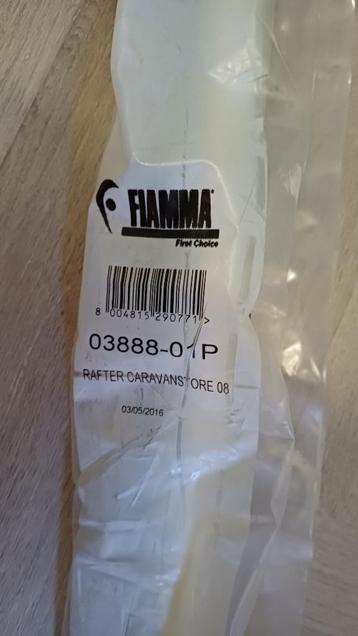 FIAMMA
First Choice
8 004815 290771 >
03888-01P
RAFTER CARAVANSTORE 08
03/05/2016